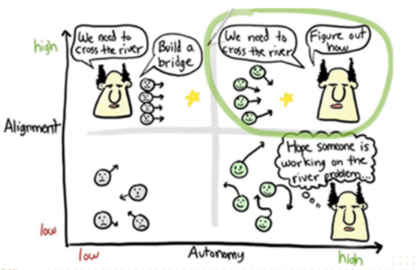 high
We need to
cross the river
Build a
bridge
We need to
cross the river
Figure out
how
Alignment
Hope someone is
working on the
river problem...
low
low
Autonomy
high